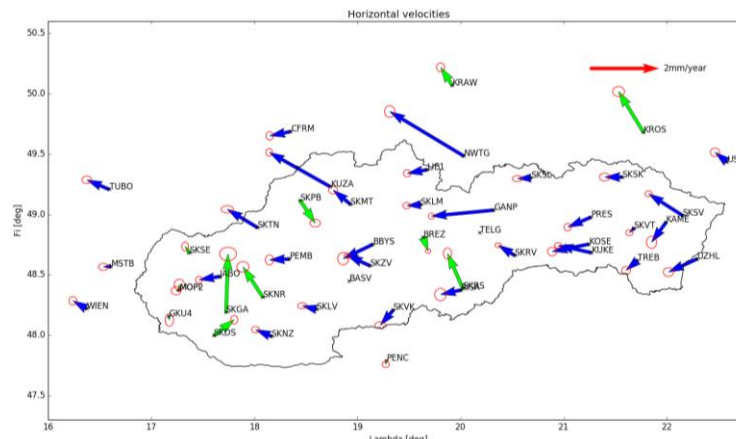 Horizontal velocities
50.5
50.0
49.5
49.0
48.5
48.0
47.5
Fi [deg]
2mm/year
KRAW
KROS
CFRM
NWTG
TUBO
KUZA
LIB1
SKSK
SKPB
SKMT
SKLM
GANP
SKTN
BREZ
TELG
PRES
SKVT
KAME
SKSV
SKSE
PEMB
BBYS
SKZV
SKRV
KOSE
KUKE
TREB
UZHL
MSTB
JABO
MOP2
BASV
SKNR
WIEN
GKU4
SKGA
SKDS
SKNZ
SKLV
SKVK
PENC
16
17
18
19
20
21
22
Lambda [deg]